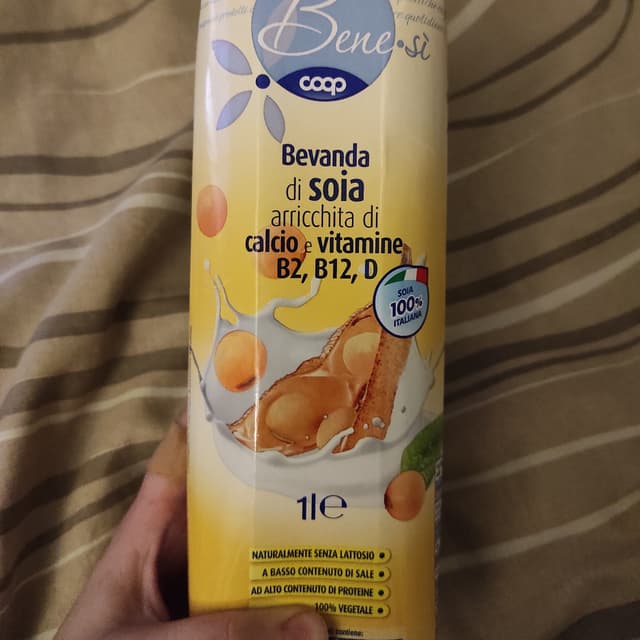 Bene.sì
coop
Bevanda
di soia
arricchita di
calcio e vitamine
B2, B12, D
SOIA
100%
ITALIANA
1l e
NATURALMENTE SENZA LATTOSIO
A BASSO CONTENUTO DI SALE
AD ALTO CONTENUTO DI PROTEINE
100% VEGETALE